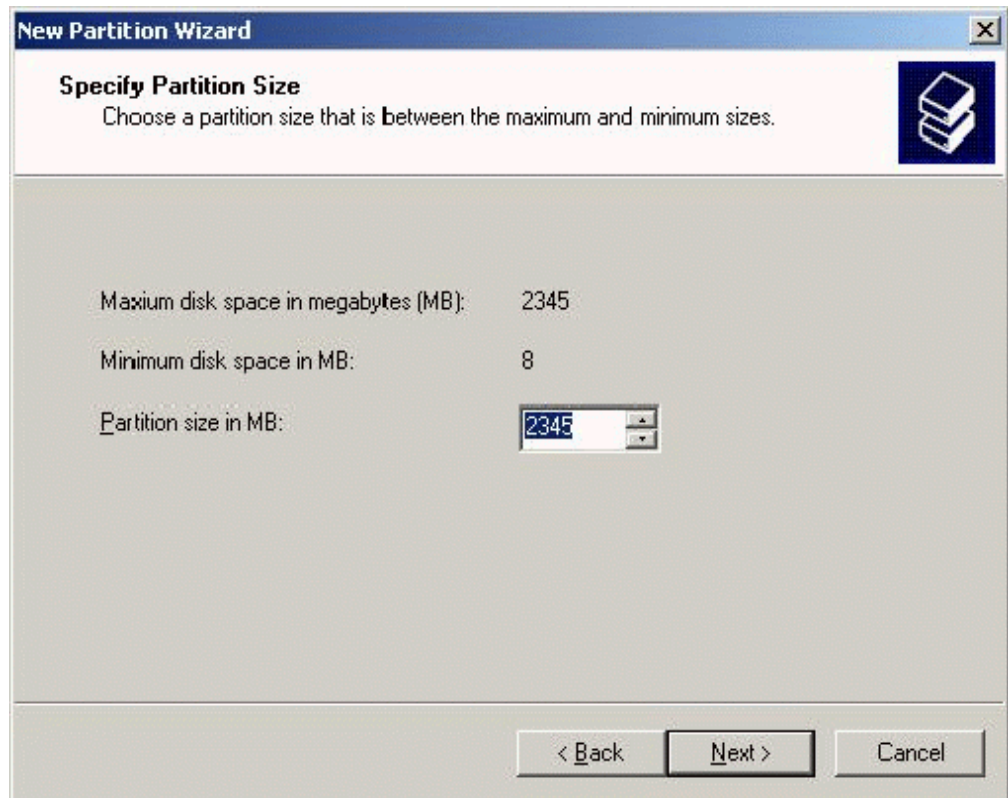 New Partition Wizard
Specify Partition Size
Choose a partition size that is between the maximum and minimum sizes.
Maxium disk space in megabytes (MB): 2345
Minimum disk space in MB: 8
Partition size in MB: 2345
< Back Next > Cancel